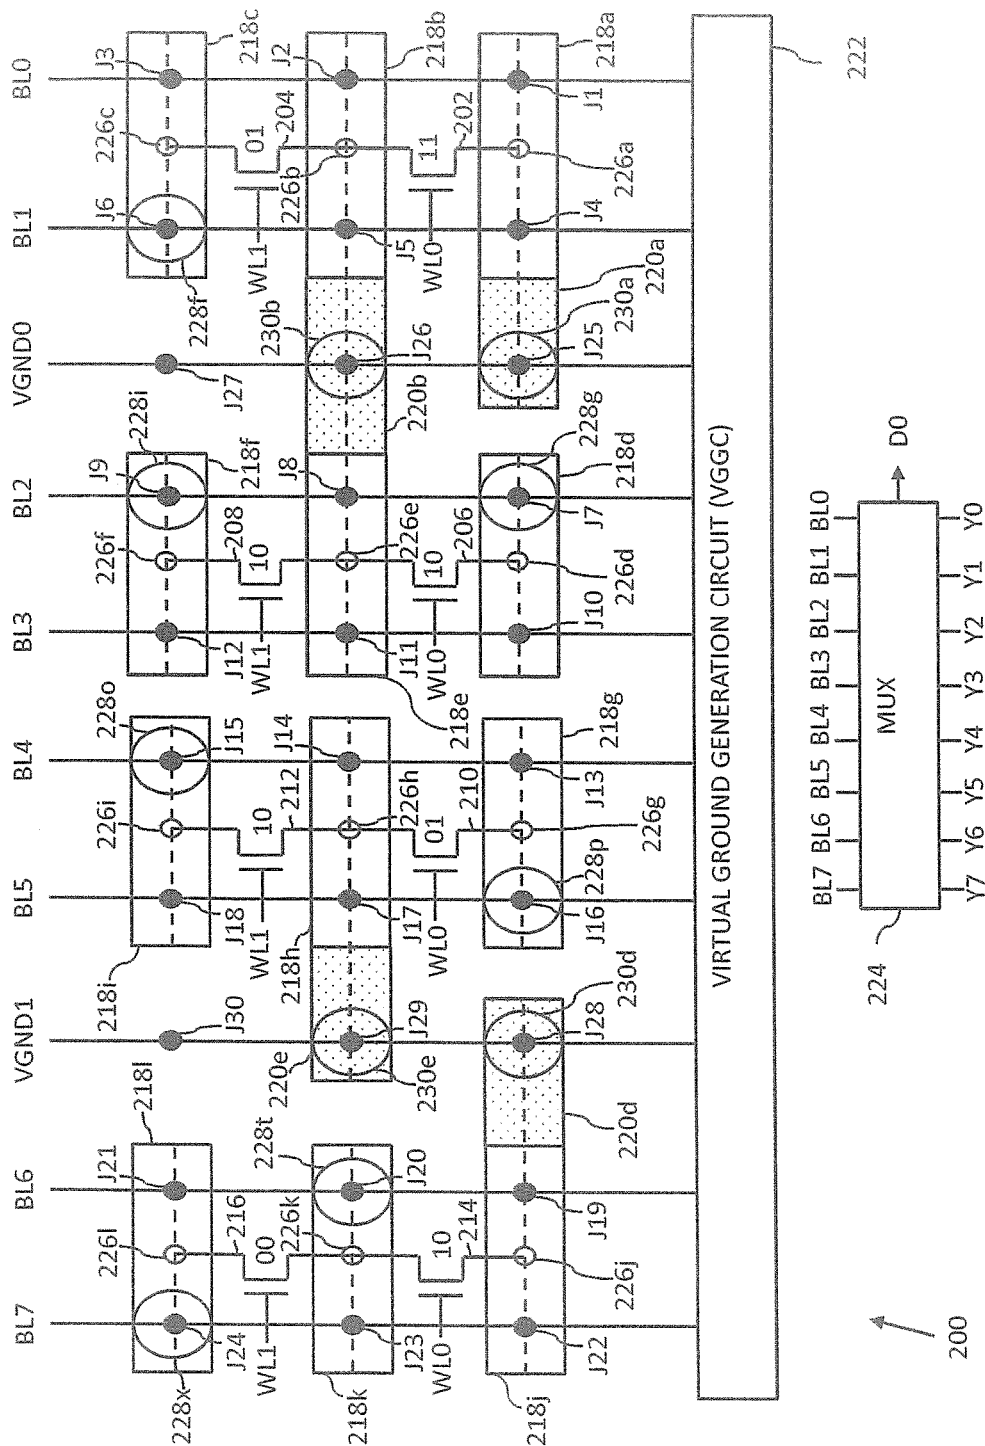 BL7 BL6 VGND1 BL5 BL4 BL3 BL2 VGND0 BL1 BL0
228x 226l J21 218l J30 218i 226i 228o 226f J9 228i J27 228f J6 226c J3
J24 216 J18 J15 J12 208 218f 218c
WL1 00 WL1 10 WL1 10 WL1 01
226k 228t 220e 218h 212 J14 230b 226b 204 J2
218k J23 J20 J29 230e J17 226h J11 226e J8 J26 220b J5 218b
WL0 10 WL0 01 WL0 10 WL0 11
214 210 218e 206 202
218j J22 226j J19 220d J28 230d J16 228p 226g J13 218g J10 226d J7 218d 228g J25 230a 220a J4 226a J1 218a
VIRTUAL GROUND GENERATION CIRCUIT (VGGC)
222
200
BL7 BL6 BL5 BL4 BL3 BL2 BL1 BL0
224
MUX
D0
Y7 Y6 Y5 Y4 Y3 Y2 Y1 Y0